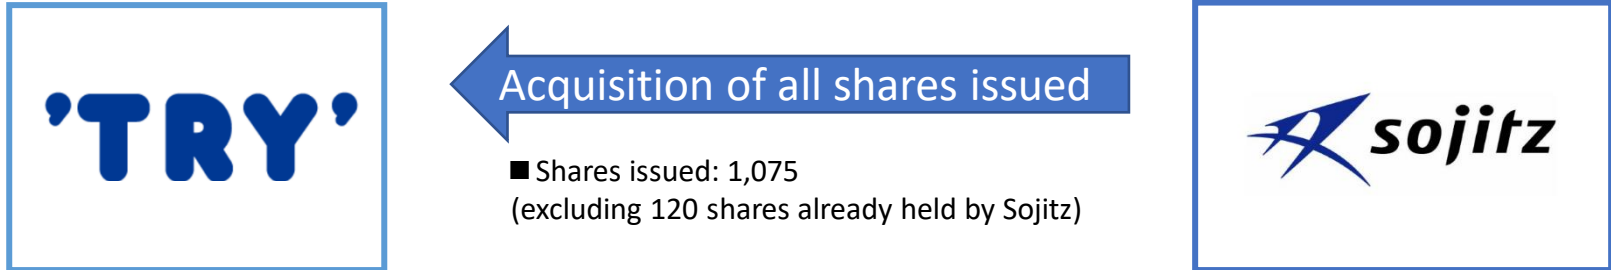 ’TRY’
Acquisition of all shares issued
sojitz
■ Shares issued: 1,075
(excluding 120 shares already held by Sojitz)